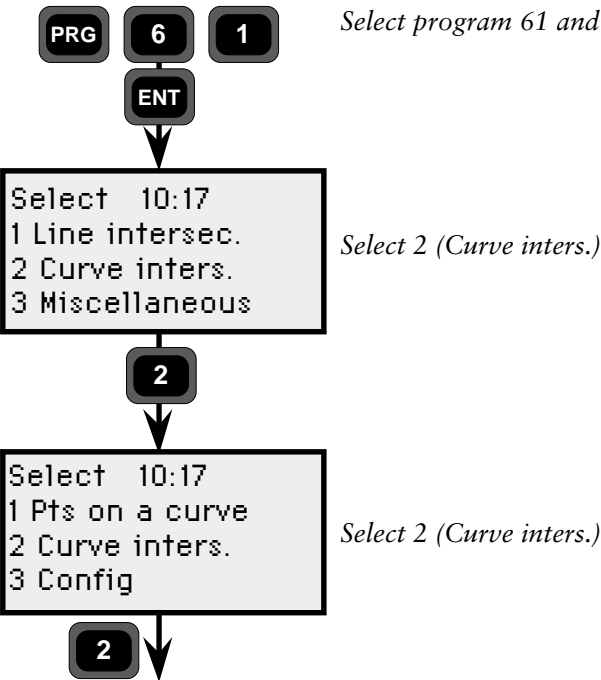 PRG 6 1 Select program 61 and
ENT
Select 10:17
1 Line intersec.
2 Curve inters.
3 Miscellaneous
Select 2 (Curve inters.)
2
Select 10:17
1 Pts on a curve
2 Curve inters.
3 Config
Select 2 (Curve inters.)
2